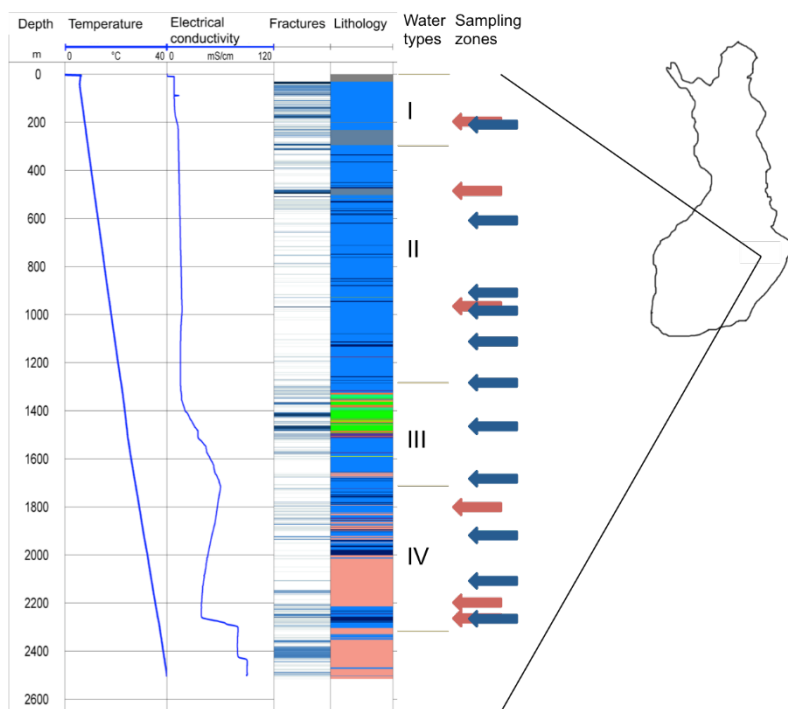 Depth Temperature Electrical conductivity Fractures Lithology Water types Sampling zones
m 0 °C 40 0 mS/cm 120
0
200
400
600
800
1000
1200
1400
1600
1800
2000
2200
2400
2600
I
II
III
IV